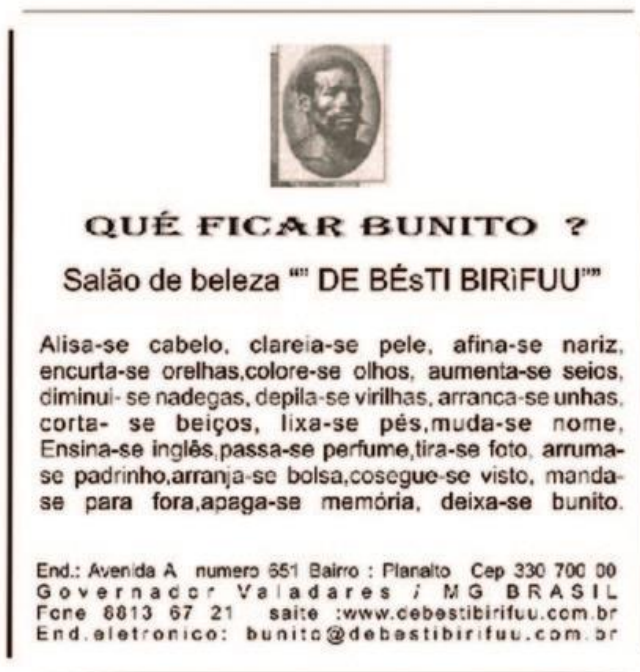 QUÉ FICAR BUNITO ?
Salão de beleza “” DE BÉsTI BIRìFUU””
Alisa-se cabelo, clareia-se pele, afina-se nariz,
encurta-se orelhas,colore-se olhos, aumenta-se seios,
diminui- se nadegas, depila-se virilhas, arranca-se unhas,
corta- se beiços, lixa-se pés,muda-se nome,
Ensina-se inglês,passa-se perfume,tira-se foto, arruma-
se padrinho,arranja-se bolsa,cosegue-se visto, manda-
se para fora,apaga-se memória, deixa-se bunito.
End.: Avenida A numero 651 Bairro : Planalto Cep 330 700 00
Governador Valadares / MG BRASIL
Fone 8813 67 21 saite :www.debestibirifuu.com.br
End.eletronico: bunito@debestibirifuu.com.br